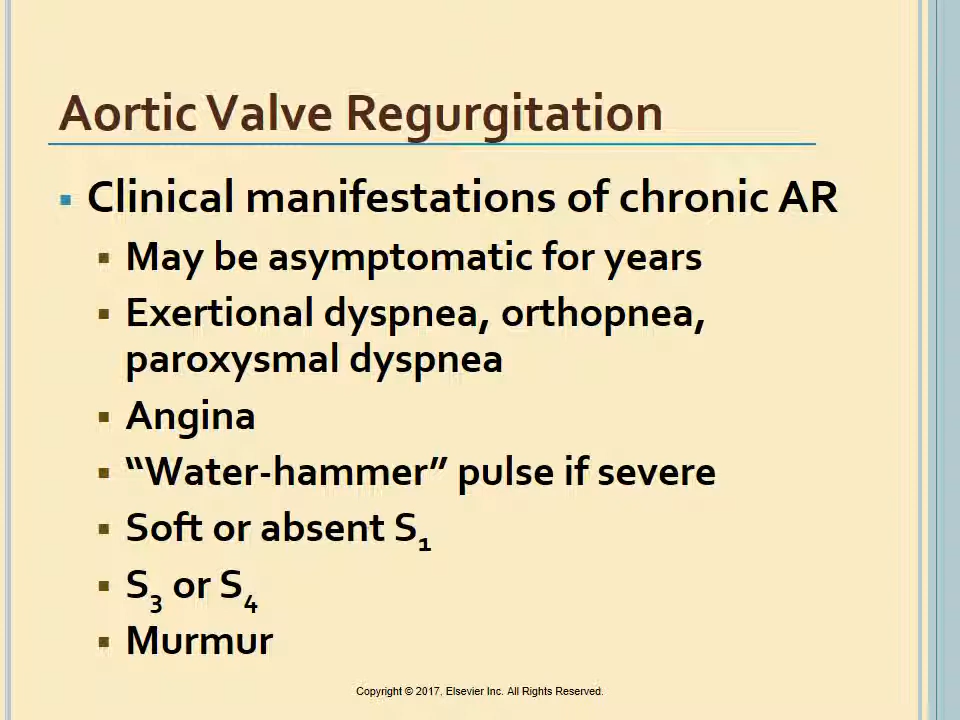 Aortic Valve Regurgitation
▪ Clinical manifestations of chronic AR
▪ May be asymptomatic for years
▪ Exertional dyspnea, orthopnea,
paroxysmal dyspnea
▪ Angina
▪ “Water-hammer” pulse if severe
▪ Soft or absent S₁
▪ S₃ or S₄
▪ Murmur
Copyright © 2017, Elsevier Inc. All Rights Reserved.